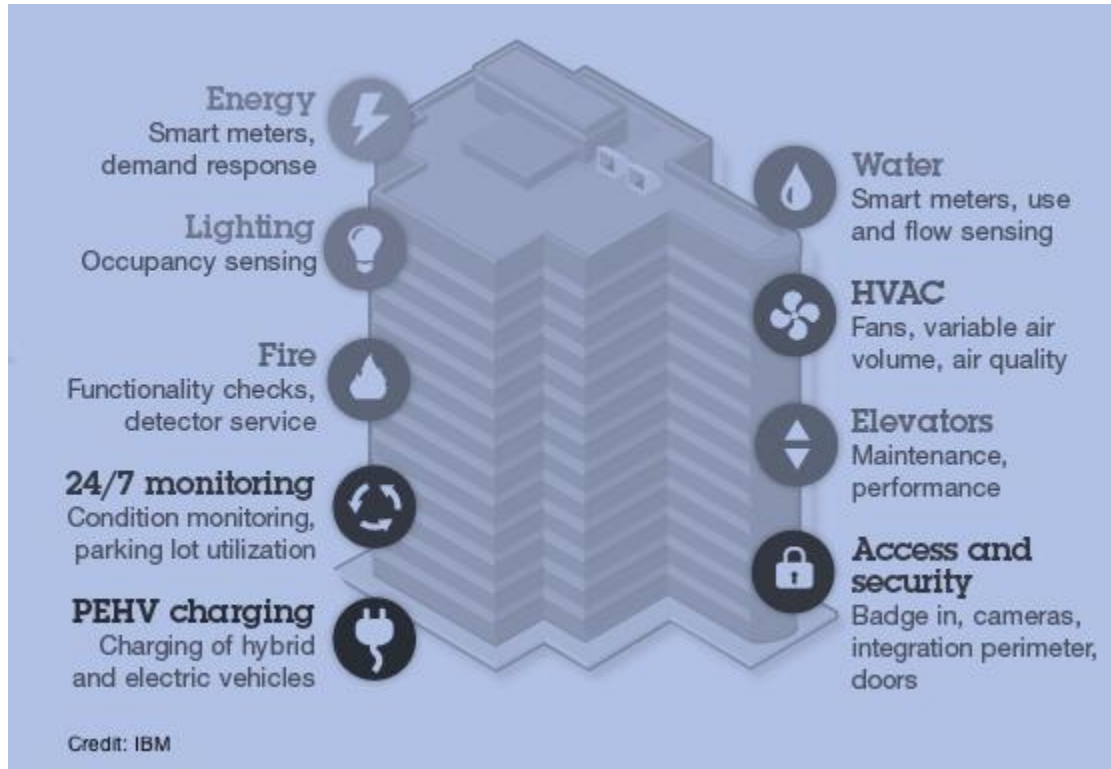 Energy
Smart meters,
demand response
Lighting
Occupancy sensing
Fire
Functionality checks,
detector service
24/7 monitoring
Condition monitoring,
parking lot utilization
PEHV charging
Charging of hybrid
and electric vehicles
Water
Smart meters, use
and flow sensing
HVAC
Fans, variable air
volume, air quality
Elevators
Maintenance,
performance
Access and
security
Badge in, cameras,
integration perimeter,
doors
Credit: IBM